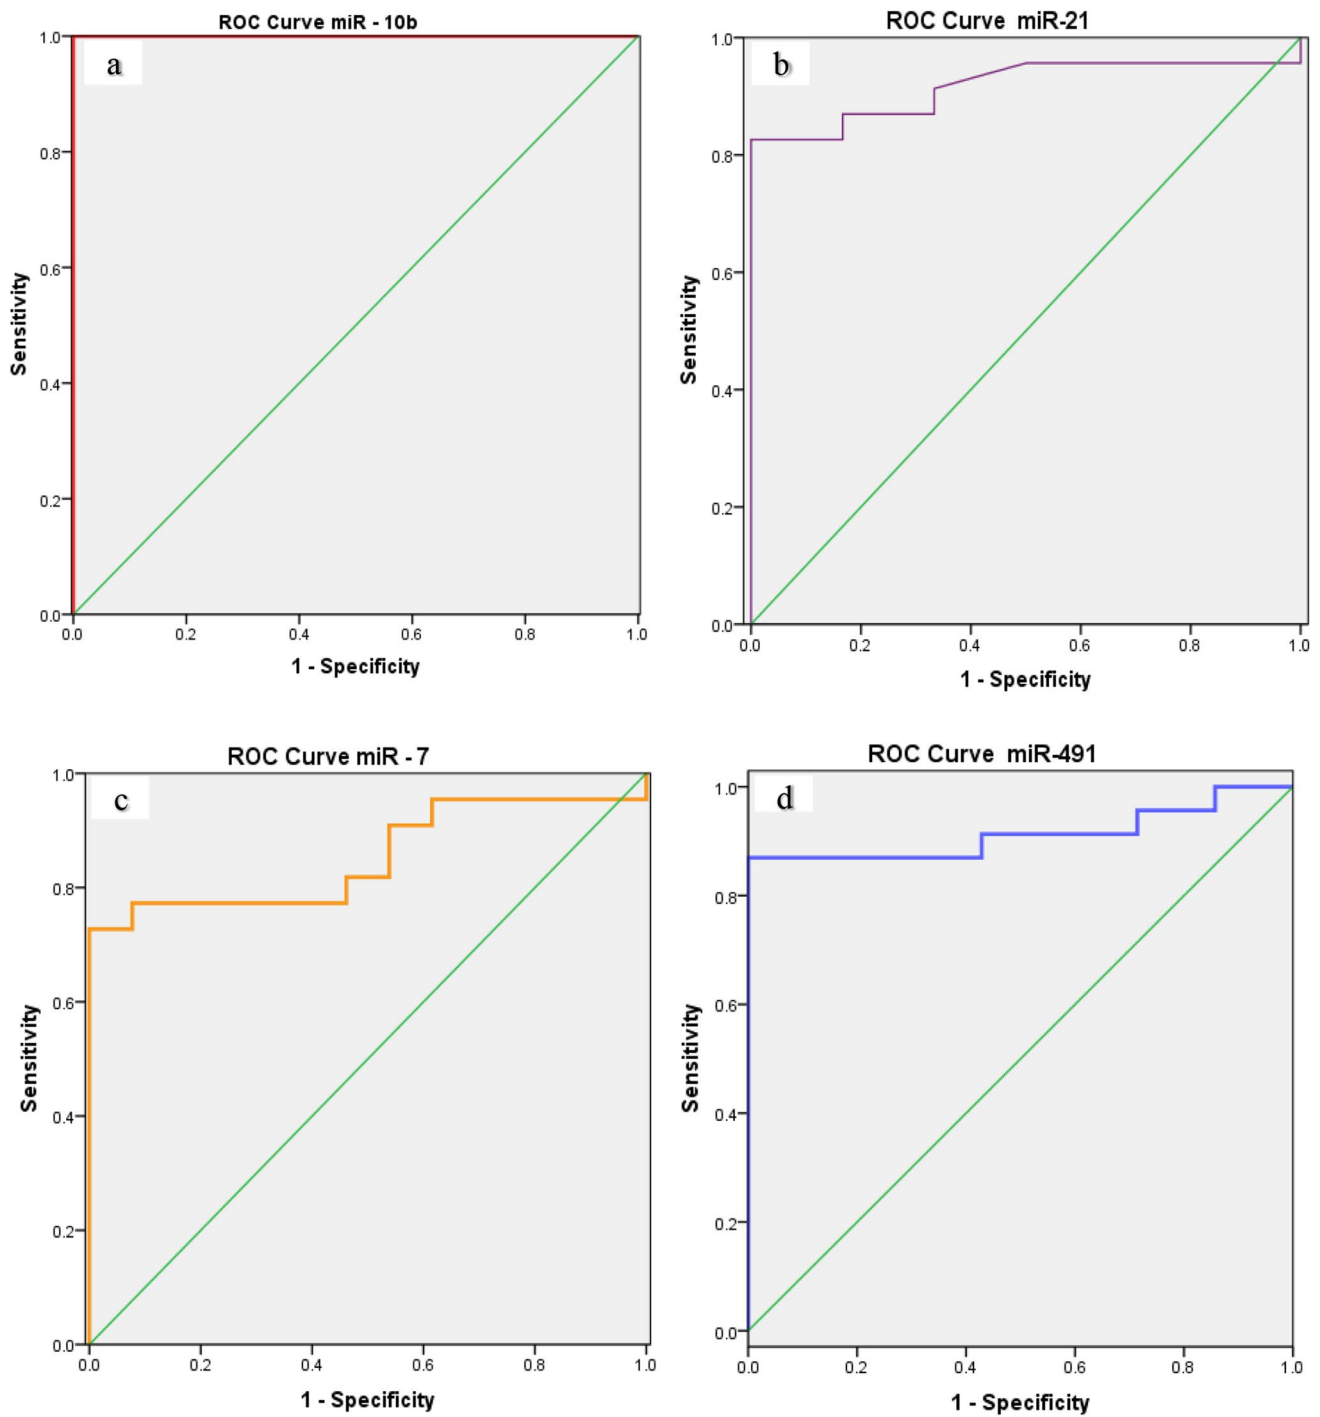 ROC Curve miR - 10b
a
1.0
0.8
0.6
0.4
0.2
0.0
Sensitivity
0.0 0.2 0.4 0.6 0.8 1.0
1 - Specificity
ROC Curve miR-21
b
1.0
0.8
0.6
0.4
0.2
0.0
Sensitivity
0.0 0.2 0.4 0.6 0.8 1.0
1 - Specificity
ROC Curve miR - 7
c
1.0
0.8
0.6
0.4
0.2
0.0
Sensitivity
0.0 0.2 0.4 0.6 0.8 1.0
1 - Specificity
ROC Curve miR-491
d
1.0
0.8
0.6
0.4
0.2
0.0
Sensitivity
0.0 0.2 0.4 0.6 0.8 1.0
1 - Specificity